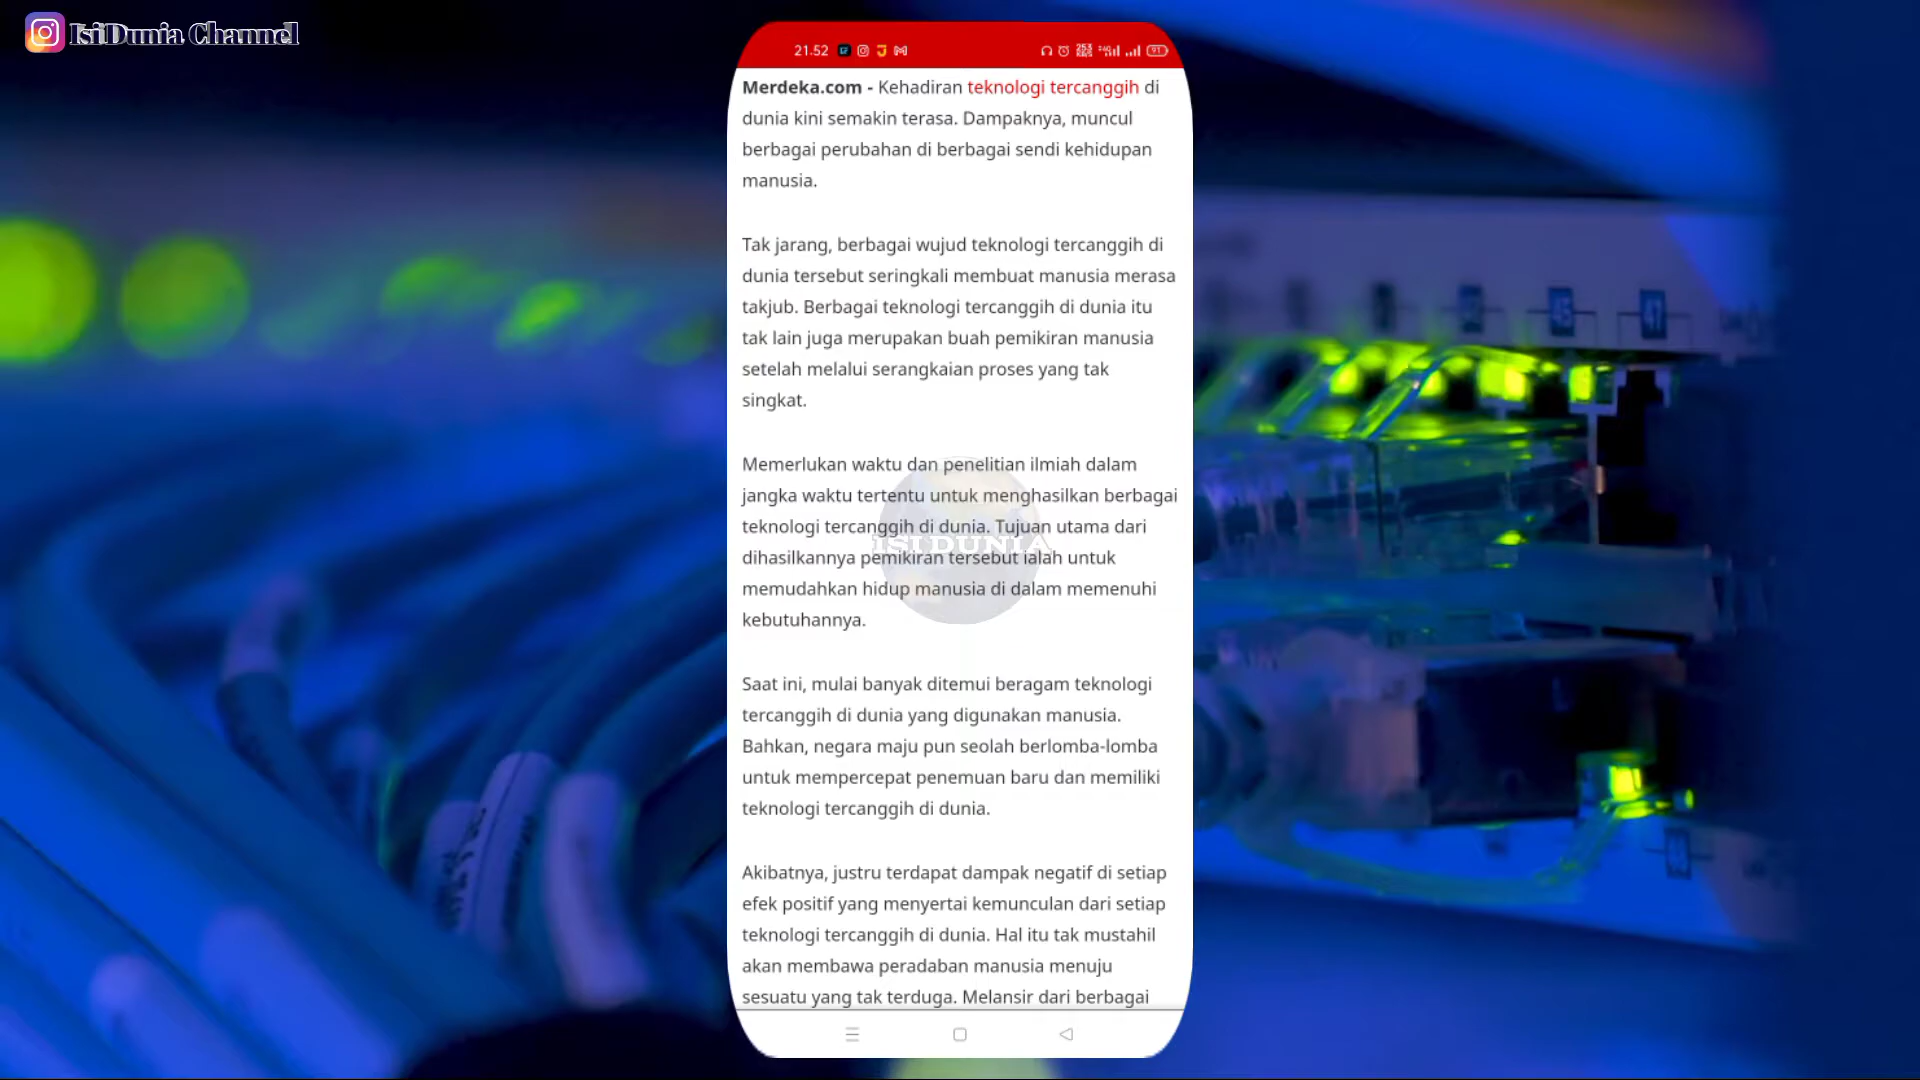 IsiDunia Channel
21.52
91
Merdeka.com - Kehadiran teknologi tercanggih di
dunia kini semakin terasa. Dampaknya, muncul
berbagai perubahan di berbagai sendi kehidupan
manusia.
Tak jarang, berbagai wujud teknologi tercanggih di
dunia tersebut seringkali membuat manusia merasa
takjub. Berbagai teknologi tercanggih di dunia itu
tak lain juga merupakan buah pemikiran manusia
setelah melalui serangkaian proses yang tak
singkat.
Memerlukan waktu dan penelitian ilmiah dalam
jangka waktu tertentu untuk menghasilkan berbagai
teknologi tercanggih di dunia. Tujuan utama dari
ISI DUNIA
dihasilkannya pemikiran tersebut ialah untuk
memudahkan hidup manusia di dalam memenuhi
kebutuhannya.
Saat ini, mulai banyak ditemui beragam teknologi
tercanggih di dunia yang digunakan manusia.
Bahkan, negara maju pun seolah berlomba-lomba
untuk mempercepat penemuan baru dan memiliki
teknologi tercanggih di dunia.
Akibatnya, justru terdapat dampak negatif di setiap
efek positif yang menyertai kemunculan dari setiap
teknologi tercanggih di dunia. Hal itu tak mustahil
akan membawa peradaban manusia menuju
sesuatu yang tak terduga. Melansir dari berbagai